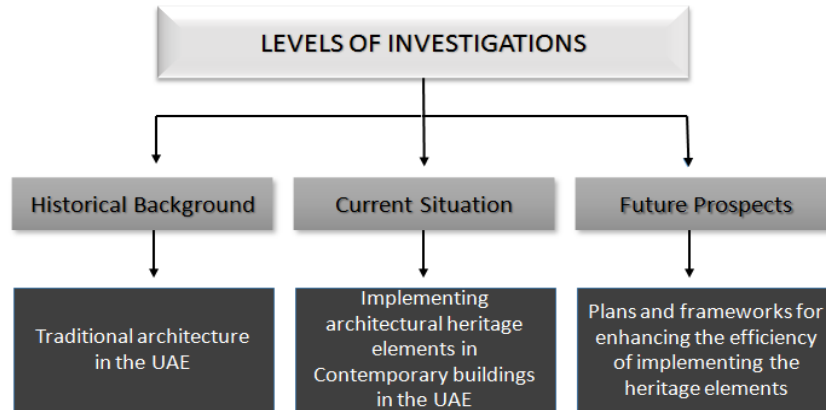 LEVELS OF INVESTIGATIONS
Historical Background
Current Situation
Future Prospects
Traditional architecture
in the UAE
Implementing
architectural heritage
elements in
Contemporary buildings
in the UAE
Plans and frameworks for
enhancing the efficiency
of implementing the
heritage elements